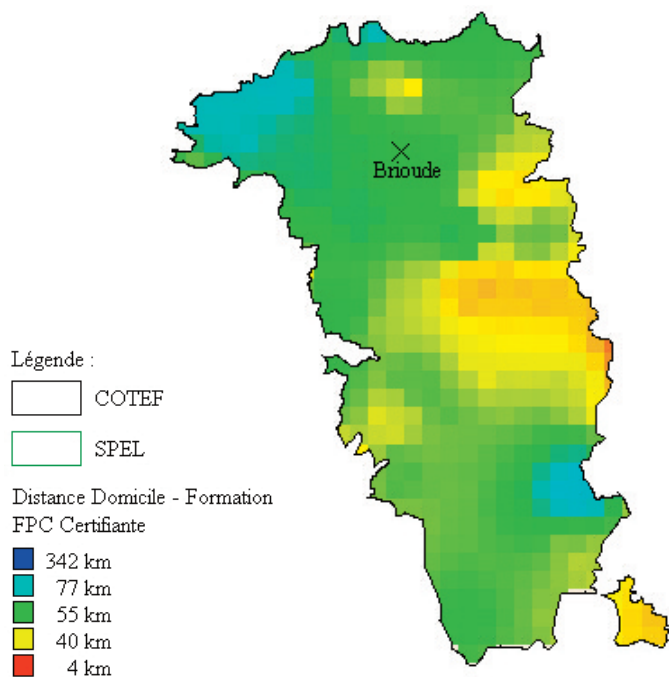 Brioude
Légende :
COTEF
SPEL
Distance Domicile - Formation
FPC Certifiante
342 km
77 km
55 km
40 km
4 km